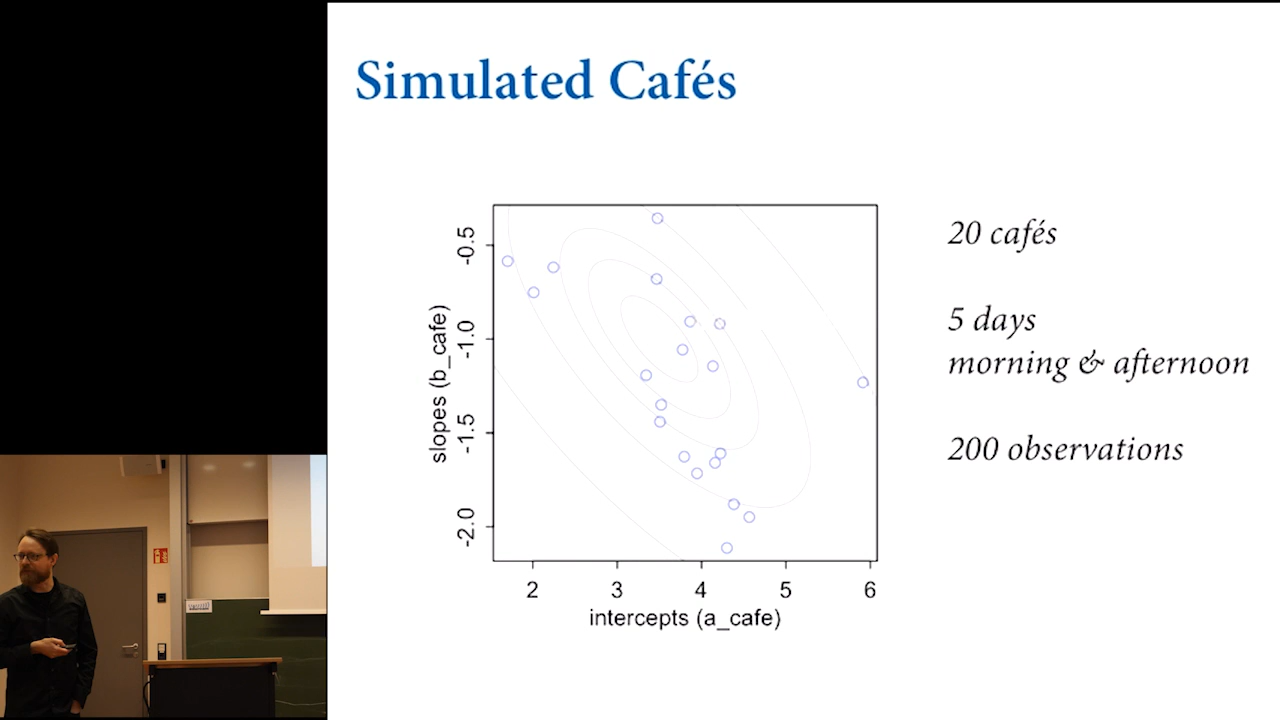 Simulated Cafés
20 cafés
5 days
morning & afternoon
200 observations
slopes (b_cafe)
-0.5
-1.0
-1.5
-2.0
2 3 4 5 6
intercepts (a_cafe)